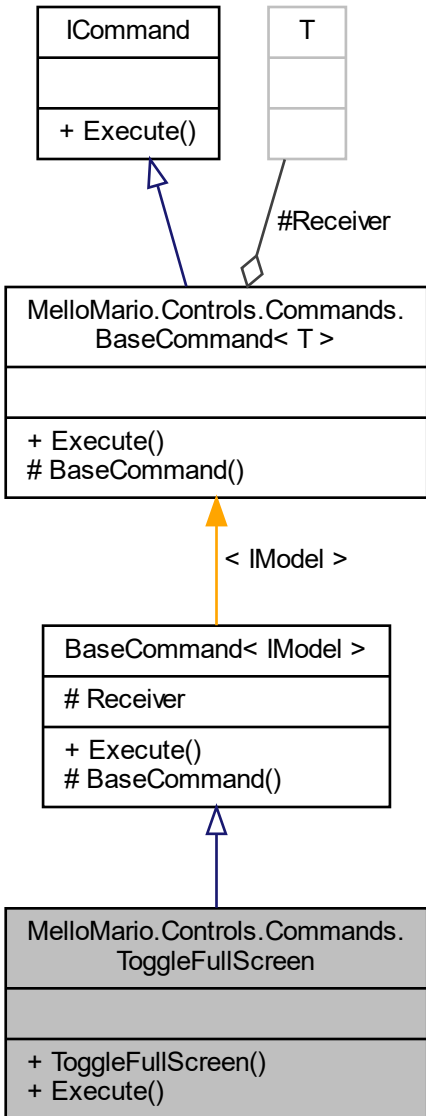 ICommand
+ Execute()
T
#Receiver
MelloMario.Controls.Commands.
BaseCommand< T >
+ Execute()
# BaseCommand()
< IModel >
BaseCommand< IModel >
# Receiver
+ Execute()
# BaseCommand()
MelloMario.Controls.Commands.
ToggleFullScreen
+ ToggleFullScreen()
+ Execute()